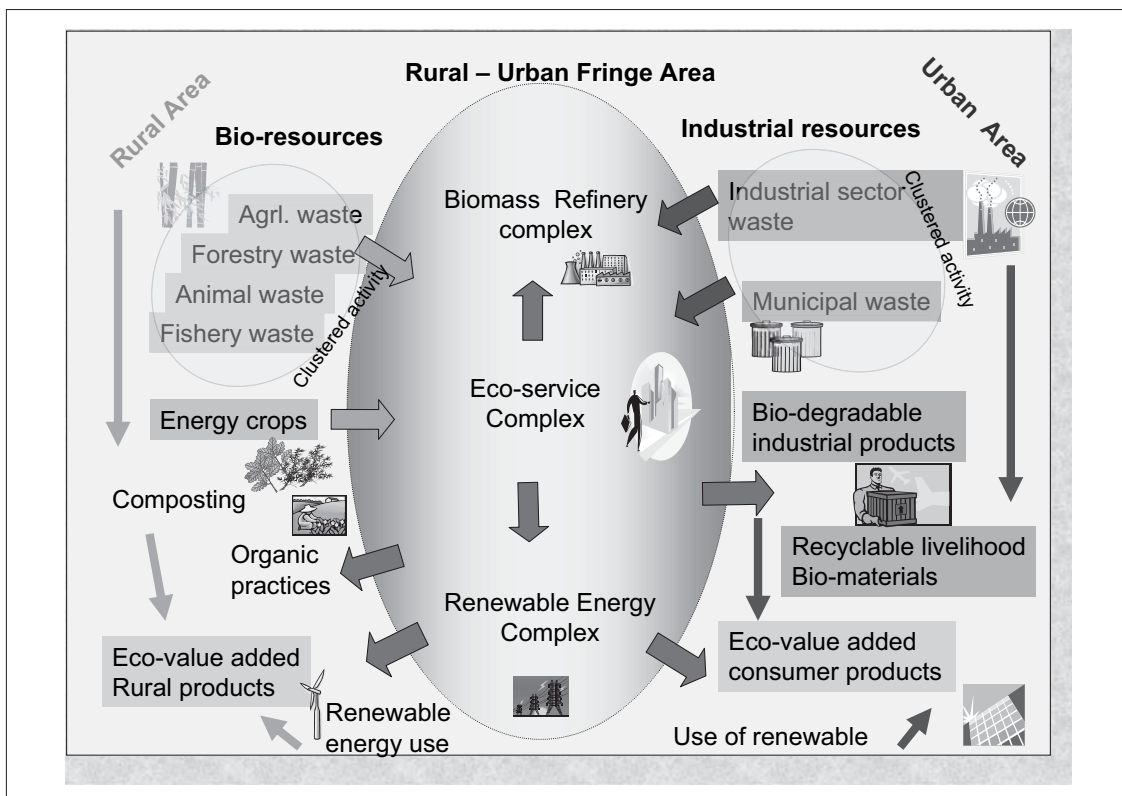 Rural – Urban Fringe Area
Rural Area
Bio-resources
Agrl. waste
Forestry waste
Animal waste
Fishery waste
Clustered activity
Energy crops
Composting
Organic
practices
Eco-value added
Rural products
Renewable
energy use
Biomass Refinery
complex
Eco-service
Complex
Renewable Energy
Complex
Urban Area
Industrial resources
Industrial sector
waste
Municipal waste
Clustered activity
Bio-degradable
industrial products
Recyclable livelihood
Bio-materials
Eco-value added
consumer products
Use of renewable